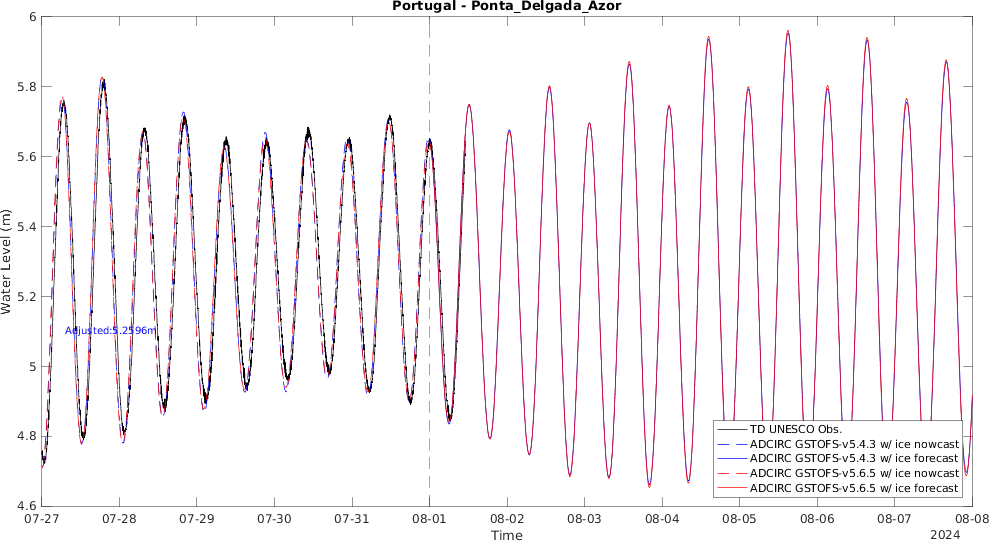 Portugal - Ponta_Delgada_Azor
6
5.8
5.6
5.4
5.2
5
4.8
4.6
Water Level (m)
Adjusted:5.2596m
TD UNESCO Obs.
ADCIRC GSTOFS-v5.4.3 w/ ice nowcast
ADCIRC GSTOFS-v5.4.3 w/ ice forecast
ADCIRC GSTOFS-v5.6.5 w/ ice nowcast
ADCIRC GSTOFS-v5.6.5 w/ ice forecast
07-27 07-28 07-29 07-30 07-31 08-01 08-02 08-03 08-04 08-05 08-06 08-07 08-08
Time
2024